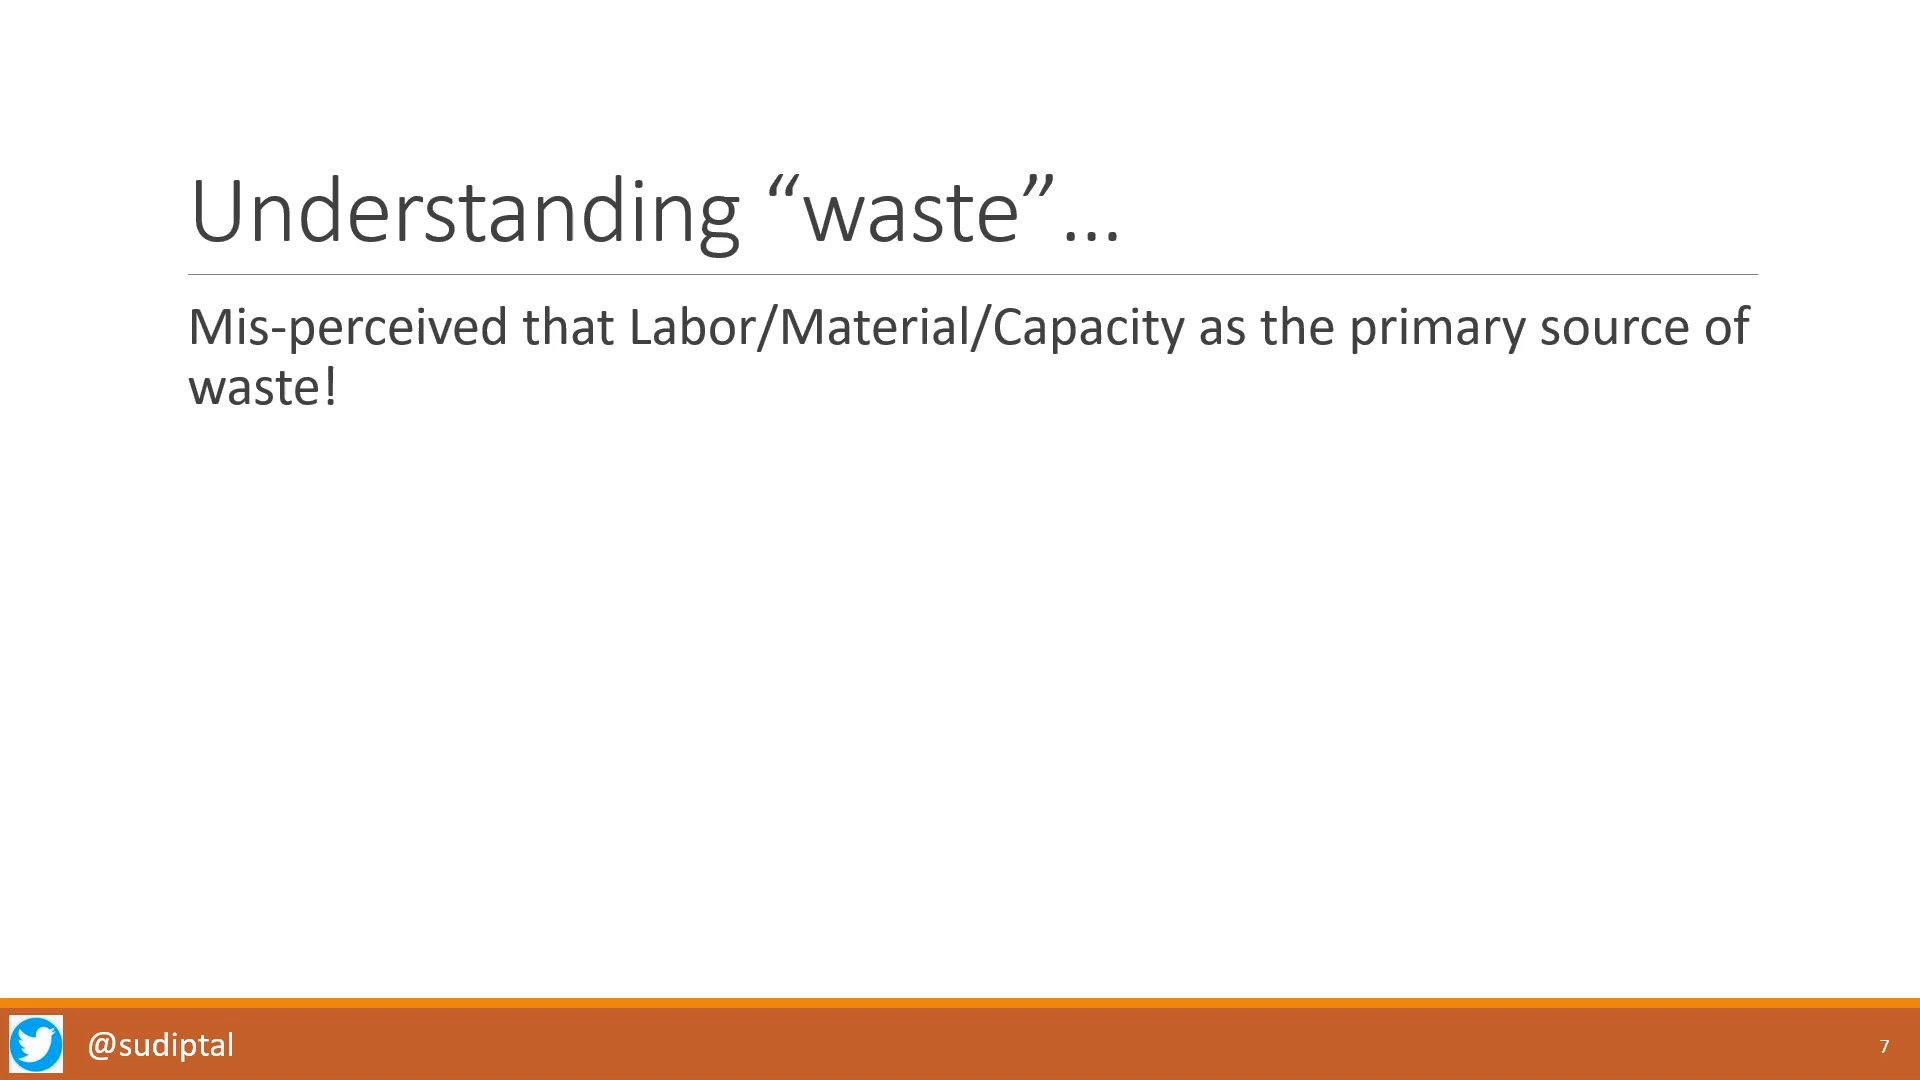 Understanding “waste”…
Mis-perceived that Labor/Material/Capacity as the primary source of
waste!
@sudiptal
7